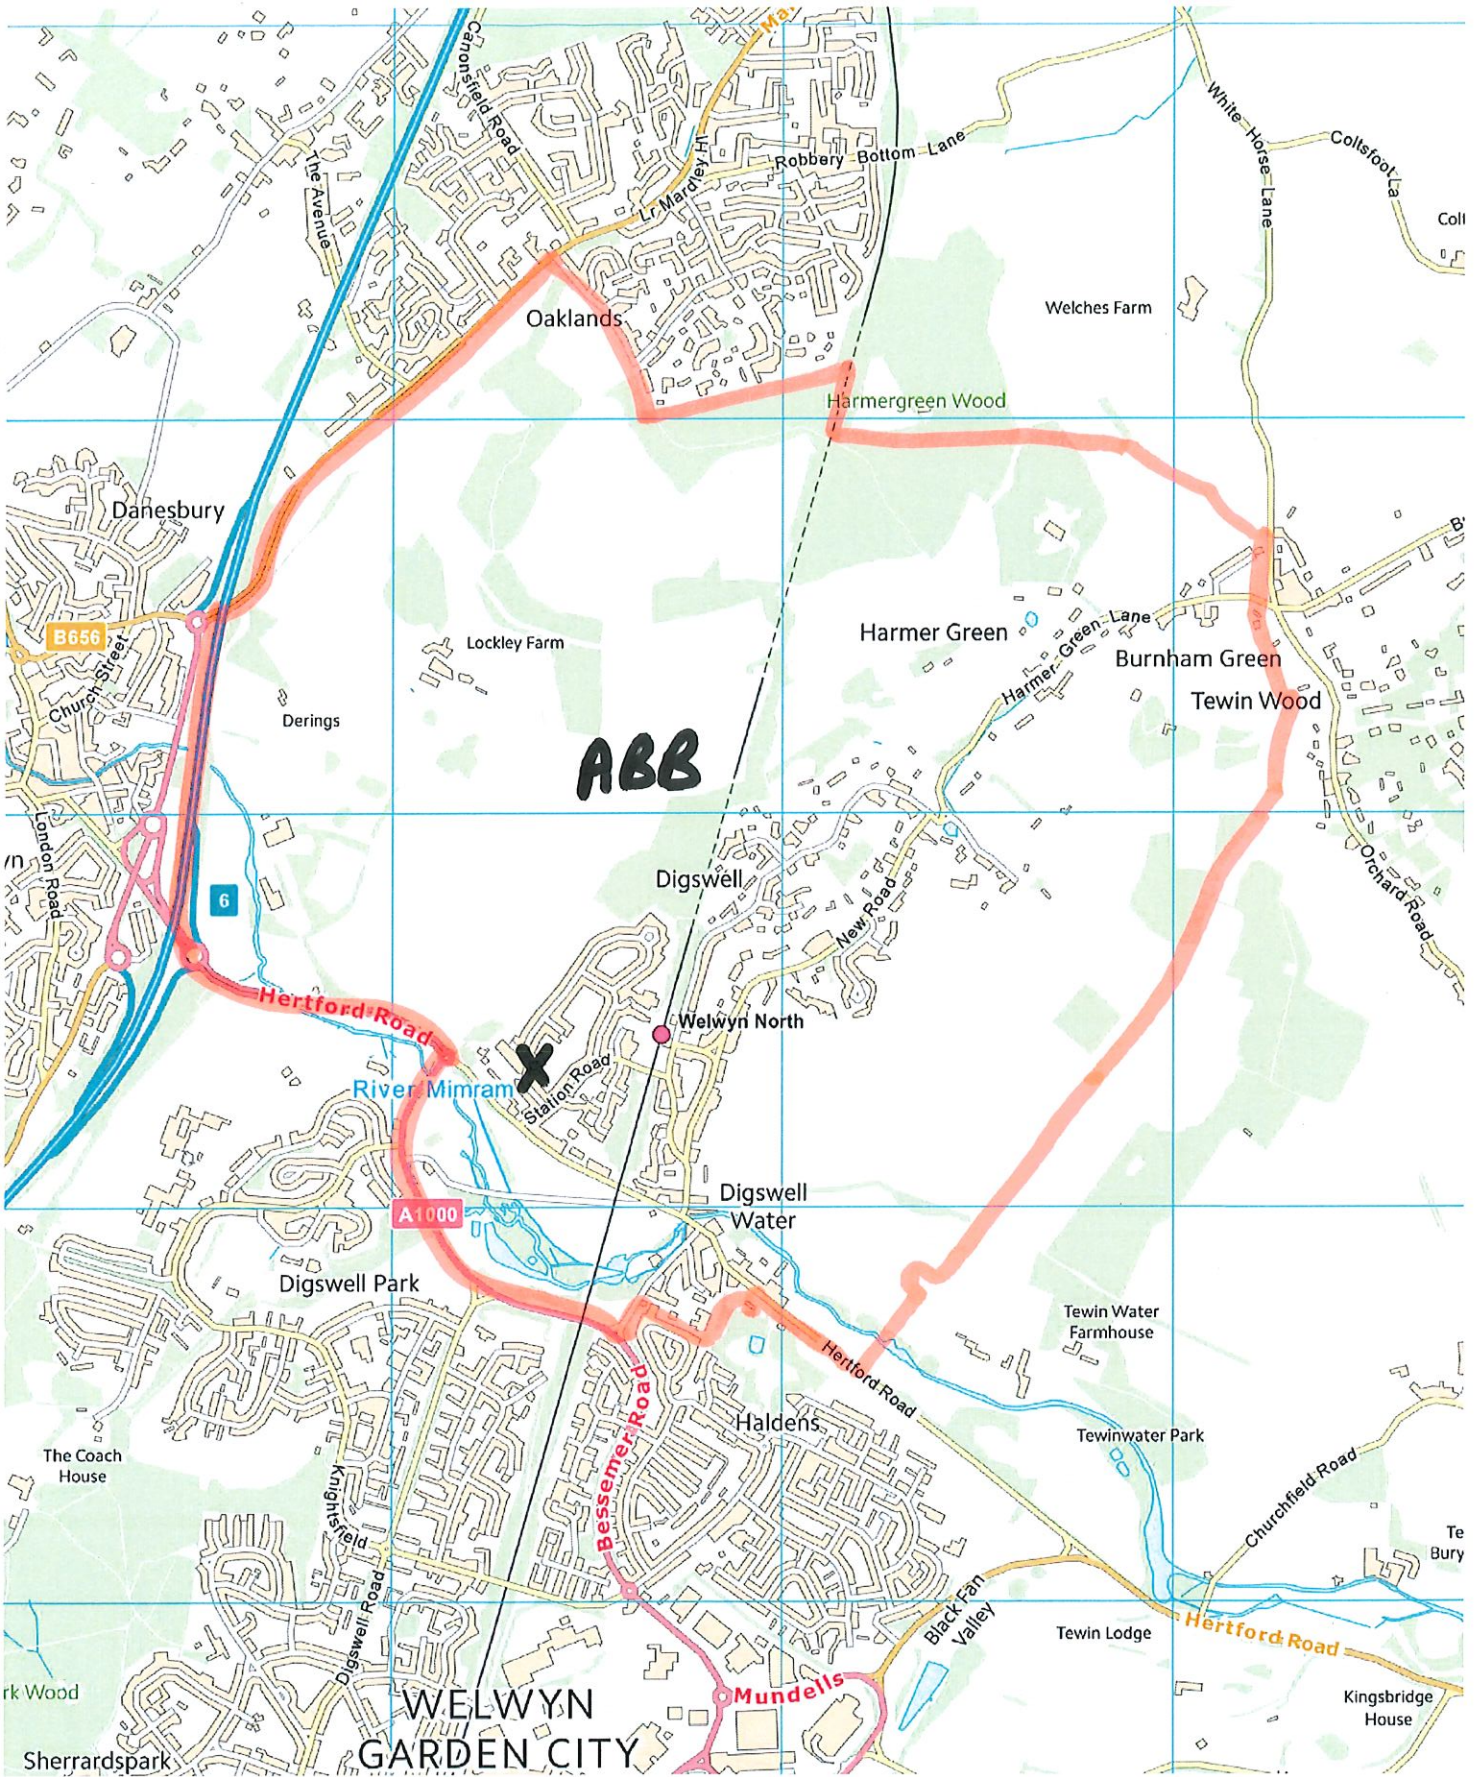 Canonsfield Road
The Avenue
Lr Mardley Hl
Robbery Bottom Lane
White Horse Lane
Coltsfoot La
Oaklands
Welches Farm
Harmergreen Wood
Danesbury
B656
Church Street
Lockley Farm
Derings
Harmer Green
Harmer Green Lane
Burnham Green
Tewin Wood
ABB
London Road
6
Digswell
New Road
Orchard Road
Hertford Road
Welwyn North
X
River Mimram
Station Road
A1000
Digswell
Water
Digswell Park
Tewin Water
Farmhouse
Hertford Road
Bessemer Road
Haldens
Tewinwater Park
The Coach
House
Knightsfield
Churchfield Road
Te
Bury
Digswell Road
Black Fan
Valley
Tewin Lodge
Hertford Road
rk Wood
Mundells
WELWYN
GARDEN CITY
Kingsbridge
House
Sherrardspark